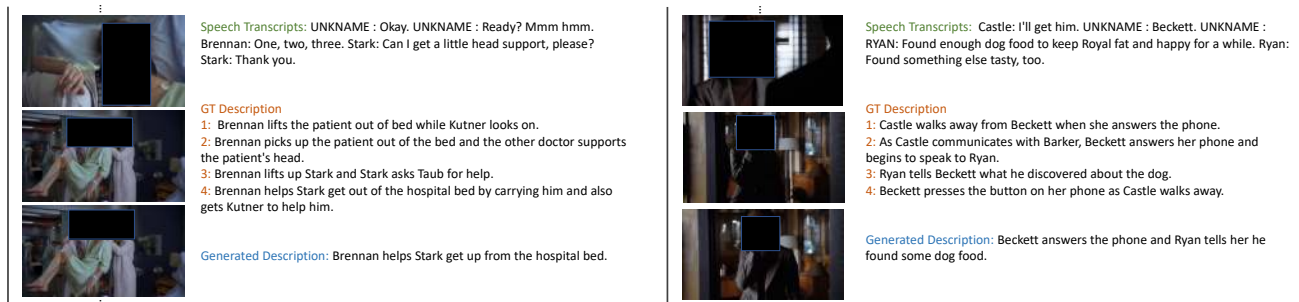 Speech Transcripts: UNKNAME : Okay. UNKNAME : Ready? Mmm hmm.
Brennan: One, two, three. Stark: Can I get a little head support, please?
Stark: Thank you.
GT Description
1: Brennan lifts the patient out of bed while Kutner looks on.
2: Brennan picks up the patient out of the bed and the other doctor supports
the patient's head.
3: Brennan lifts up Stark and Stark asks Taub for help.
4: Brennan helps Stark get out of the hospital bed by carrying him and also
gets Kutner to help him.
Generated Description: Brennan helps Stark get up from the hospital bed.
Speech Transcripts: Castle: I'll get him. UNKNAME : Beckett. UNKNAME :
RYAN: Found enough dog food to keep Royal fat and happy for a while. Ryan:
Found something else tasty, too.
GT Description
1: Castle walks away from Beckett when she answers the phone.
2: As Castle communicates with Barker, Beckett answers her phone and
begins to speak to Ryan.
3: Ryan tells Beckett what he discovered about the dog.
4: Beckett presses the button on her phone as Castle walks away.
Generated Description: Beckett answers the phone and Ryan tells her he
found some dog food.